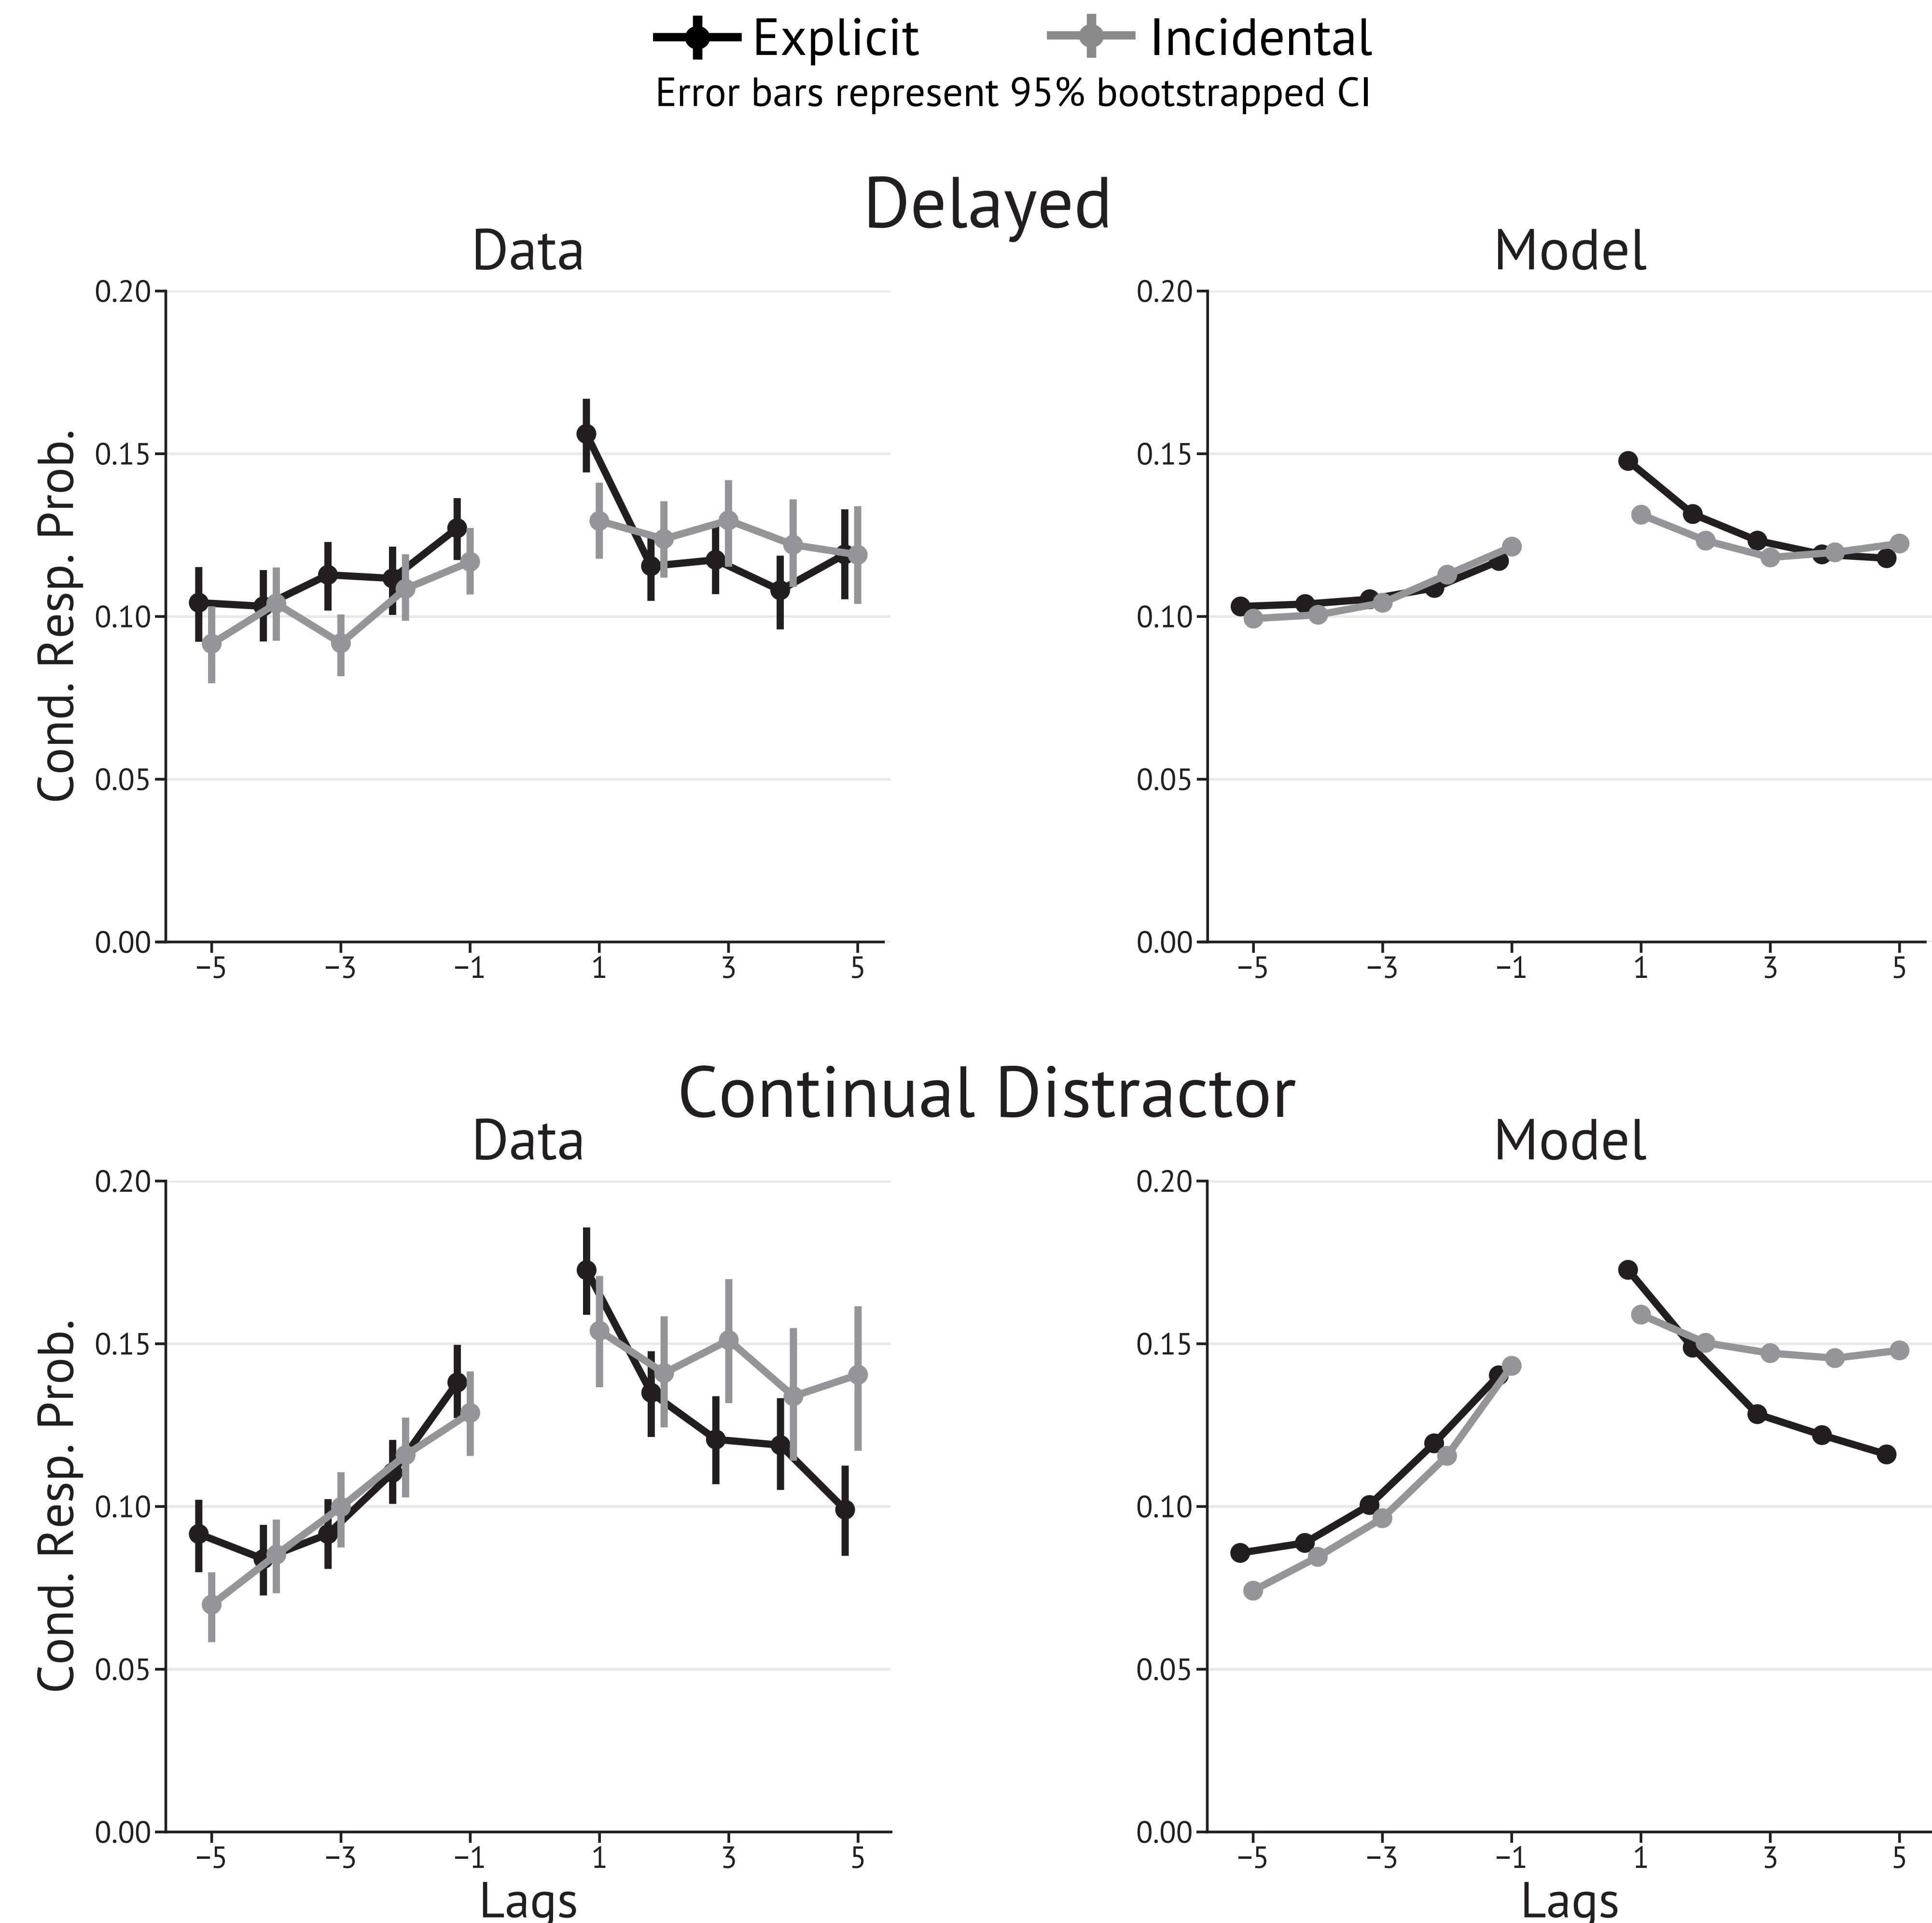 Explicit Incidental
Error bars represent 95% bootstrapped CI
Delayed
Data Model
Cond. Resp. Prob.
0.20
0.15
0.10
0.05
0.00
−5 −3 −1 1 3 5
0.20
0.15
0.10
0.05
0.00
−5 −3 −1 1 3 5
Continual Distractor
Data Model
Cond. Resp. Prob.
0.20
0.15
0.10
0.05
0.00
−5 −3 −1 1 3 5
Lags
0.20
0.15
0.10
0.05
0.00
−5 −3 −1 1 3 5
Lags